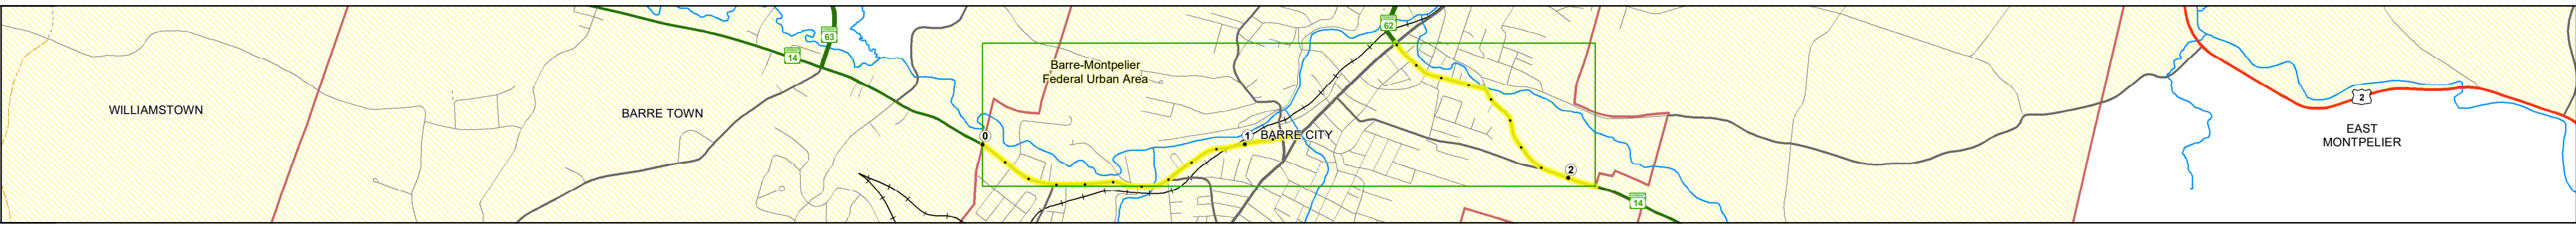 62
63
14
Barre-Montpelier
Federal Urban Area
2
WILLIAMSTOWN
BARRE TOWN
0
1
BARRE CITY
EAST
MONTPELIER
2
14